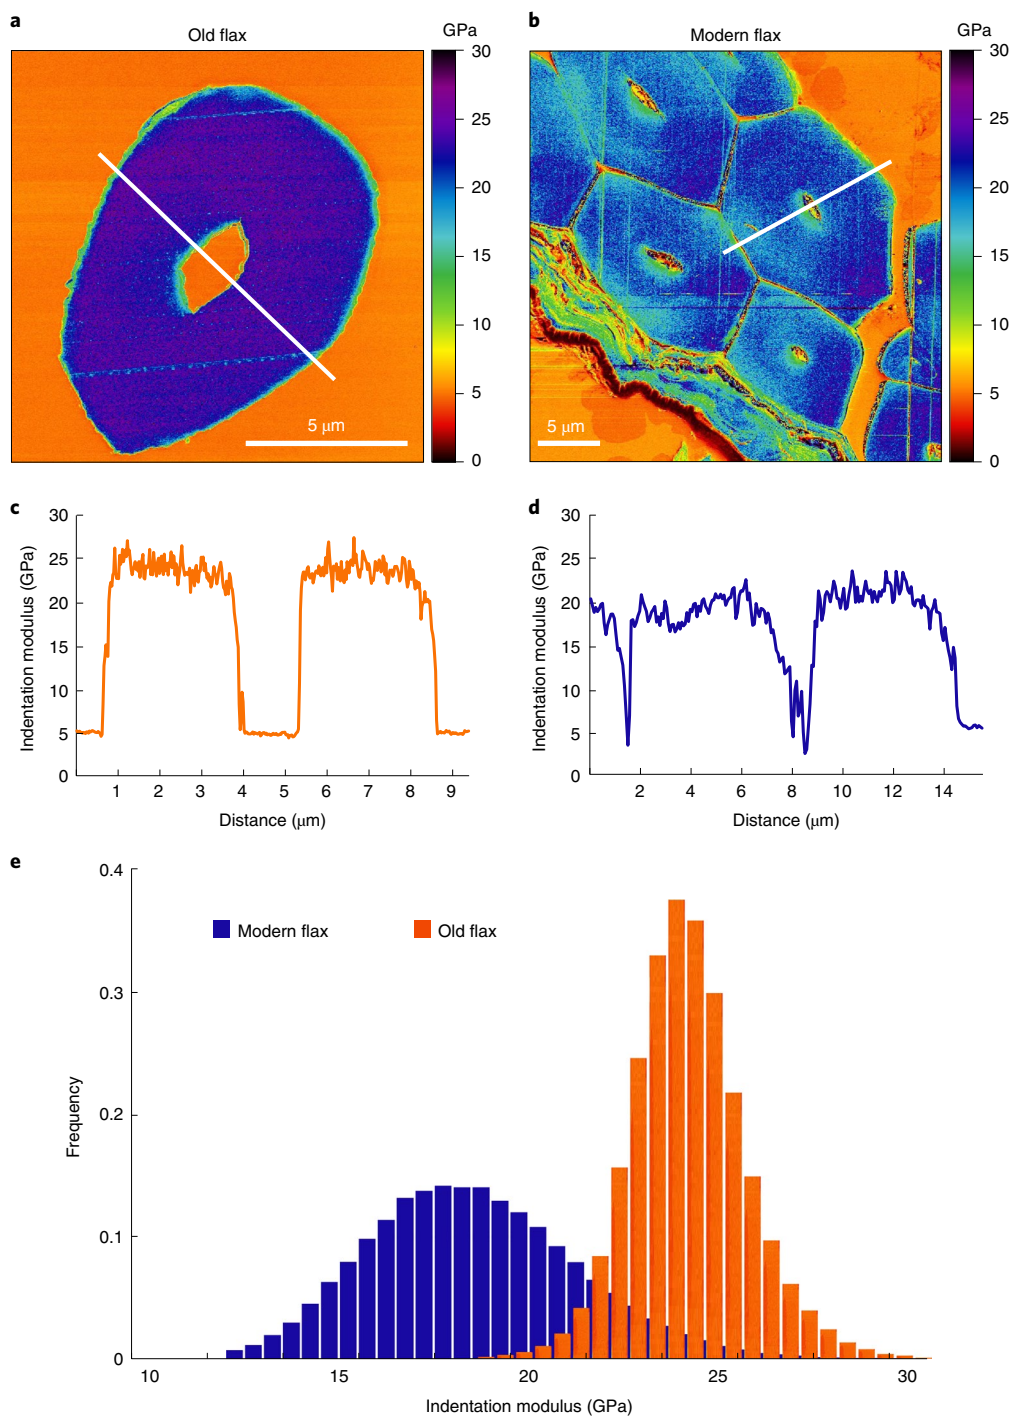 a
Old flax
GPa
30
25
20
15
10
5
0
5 μm
b
Modern flax
GPa
30
25
20
15
10
5
0
5 μm
c
30
25
20
15
10
5
0
Indentation modulus (GPa)
1 2 3 4 5 6 7 8 9
Distance (μm)
d
30
25
20
15
10
5
0
Indentation modulus (GPa)
2 4 6 8 10 12 14
Distance (μm)
e
0.4
0.3
0.2
0.1
0
Frequency
Modern flax Old flax
10 15 20 25 30
Indentation modulus (GPa)